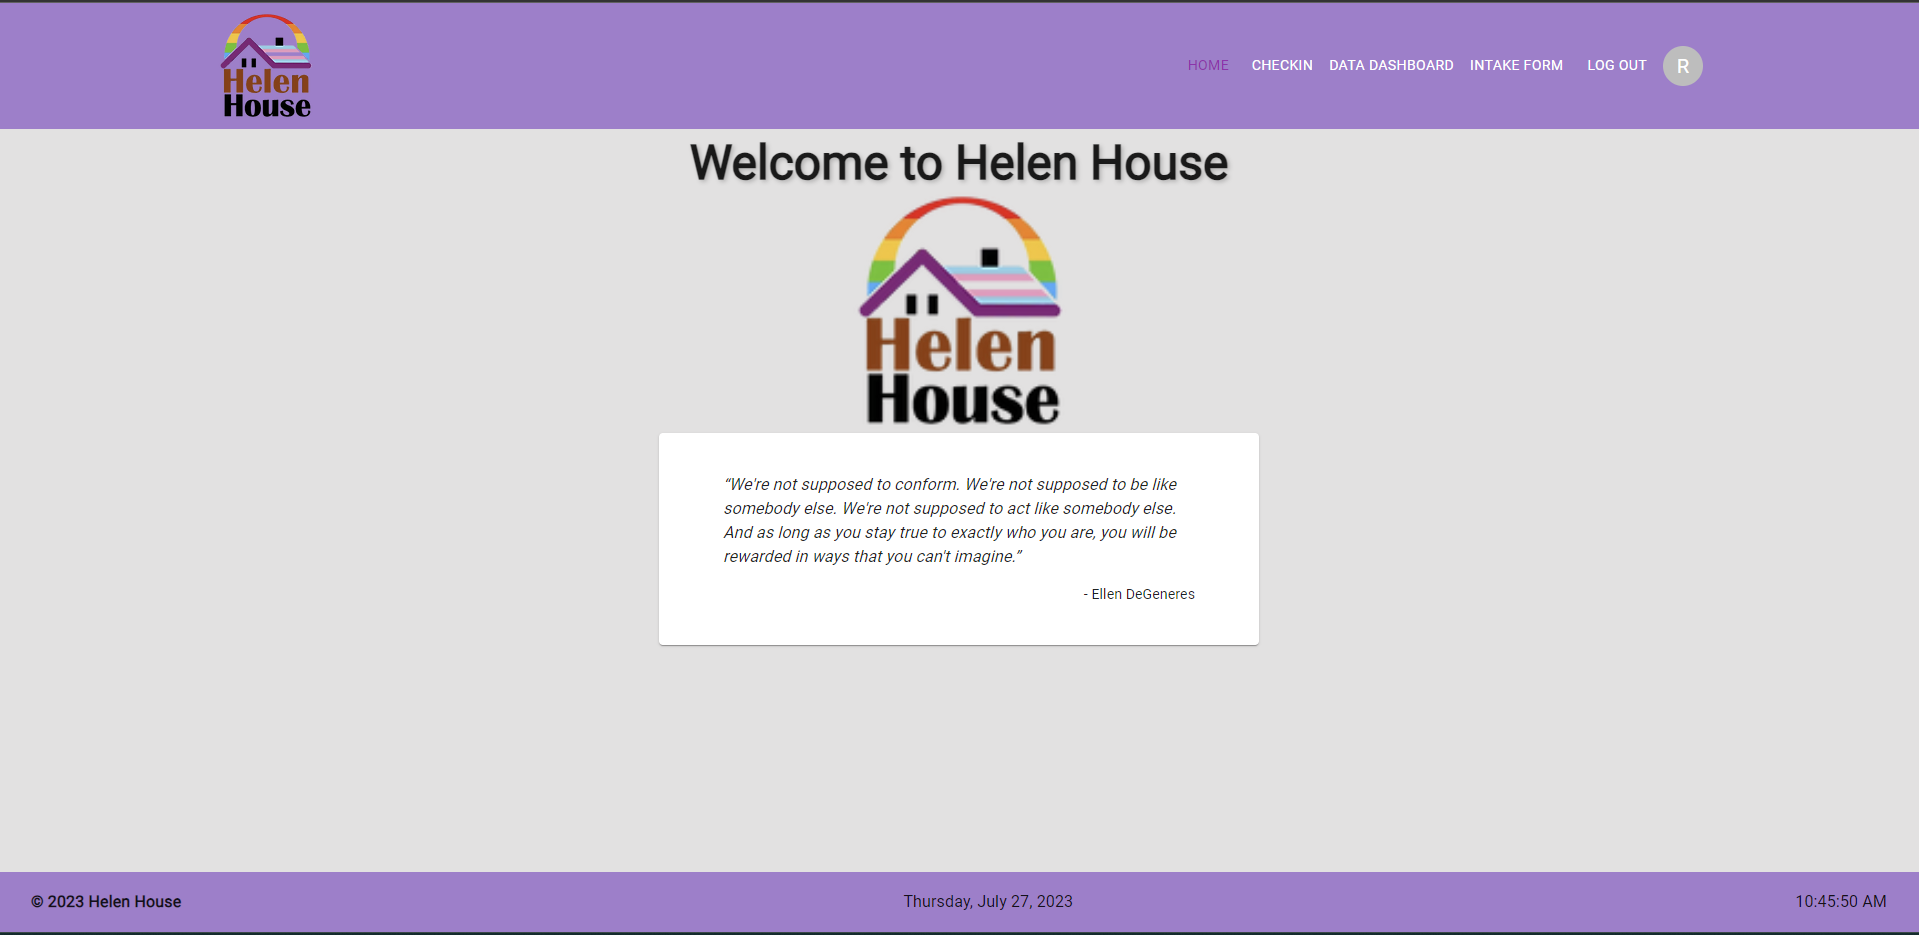 Helen
House
HOME CHECKIN DATA DASHBOARD INTAKE FORM LOG OUT R
Welcome to Helen House
Helen
House
“We're not supposed to conform. We're not supposed to be like
somebody else. We're not supposed to act like somebody else.
And as long as you stay true to exactly who you are, you will be
rewarded in ways that you can't imagine.”
- Ellen DeGeneres
© 2023 Helen House Thursday, July 27, 2023 10:45:50 AM